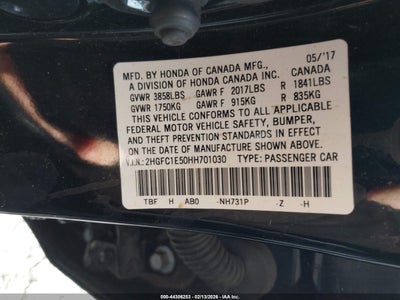 MFD. BY HONDA OF CANADA MFG., 05/'17
A DIVISION OF HONDA CANADA INC. CANADA
GVWR 3858LBS GAWR F 2017LBS R 1841LBS
GVWR 1750KG GAWR F 915KG R 835KG
THIS VEHICLE CONFORMS TO ALL APPLICABLE
FEDERAL MOTOR VEHICLE SAFETY, BUMPER,
AND THEFT PREVENTION STANDARDS IN EFFECT
ON THE DATE OF MANUFACTURE SHOWN ABOVE.
V.I.N.: 2HGFC1E50HH701030 TYPE: PASSENGER CAR
TBF H AB0 -NH731P -Z -H
000-44306253 - 02/13/2026 - IAA